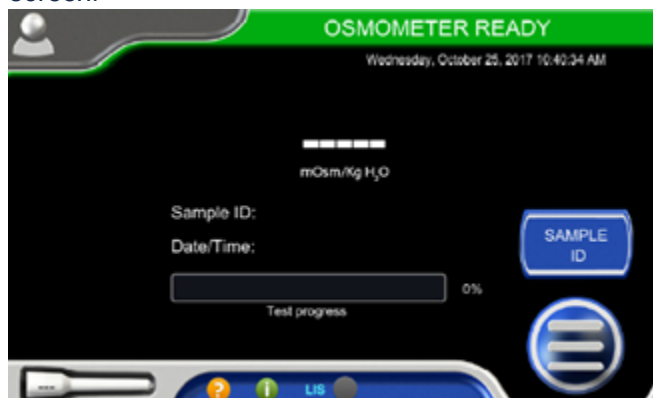 screen.
OSMOMETER READY
Wednesday, October 25, 2017 10:40:34 AM
-----
mOsm/Kg H₂O
Sample ID:
Date/Time:
SAMPLE
ID
0%
Test progress
---
?
i
LIS